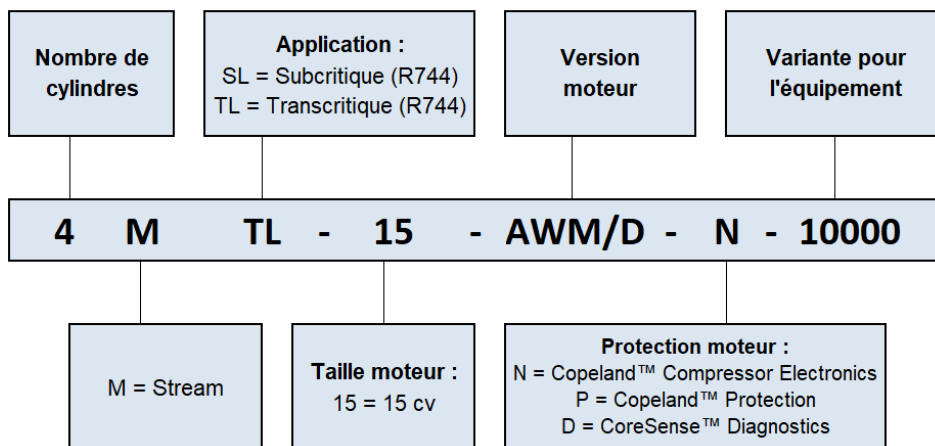 Nombre de
cylindres
Application :
SL = Subcritique (R744)
TL = Transcritique (R744)
Version
moteur
Variante pour
l'équipement
4 M TL - 15 - AWM/D - N - 10000
M = Stream
Taille moteur :
15 = 15 cv
Protection moteur :
N = Copeland™ Compressor Electronics
P = Copeland™ Protection
D = CoreSense™ Diagnostics